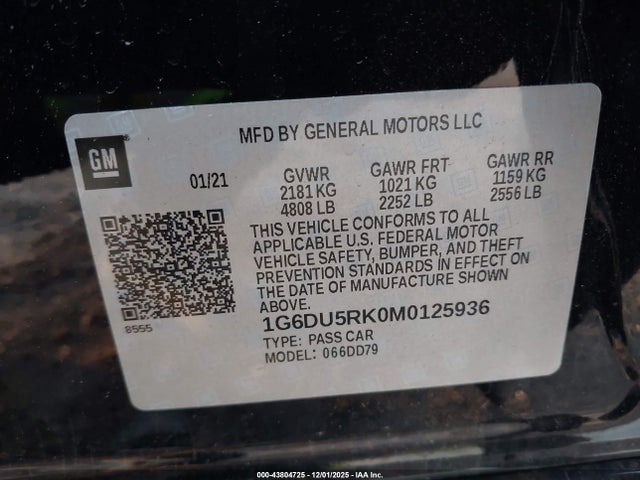 MFD BY GENERAL MOTORS LLC
GM
01/21
GVWR GAWR FRT GAWR RR
2181 KG 1021 KG 1159 KG
4808 LB 2252 LB 2556 LB
THIS VEHICLE CONFORMS TO ALL
APPLICABLE U.S. FEDERAL MOTOR
VEHICLE SAFETY, BUMPER, AND THEFT
PREVENTION STANDARDS IN EFFECT ON
THE DATE OF MANUFACTURE SHOWN
ABOVE.
8555
1G6DU5RK0M0125936
TYPE: PASS CAR
MODEL: 066DD79
000-43804725 - 12/01/2025 - IAA Inc.